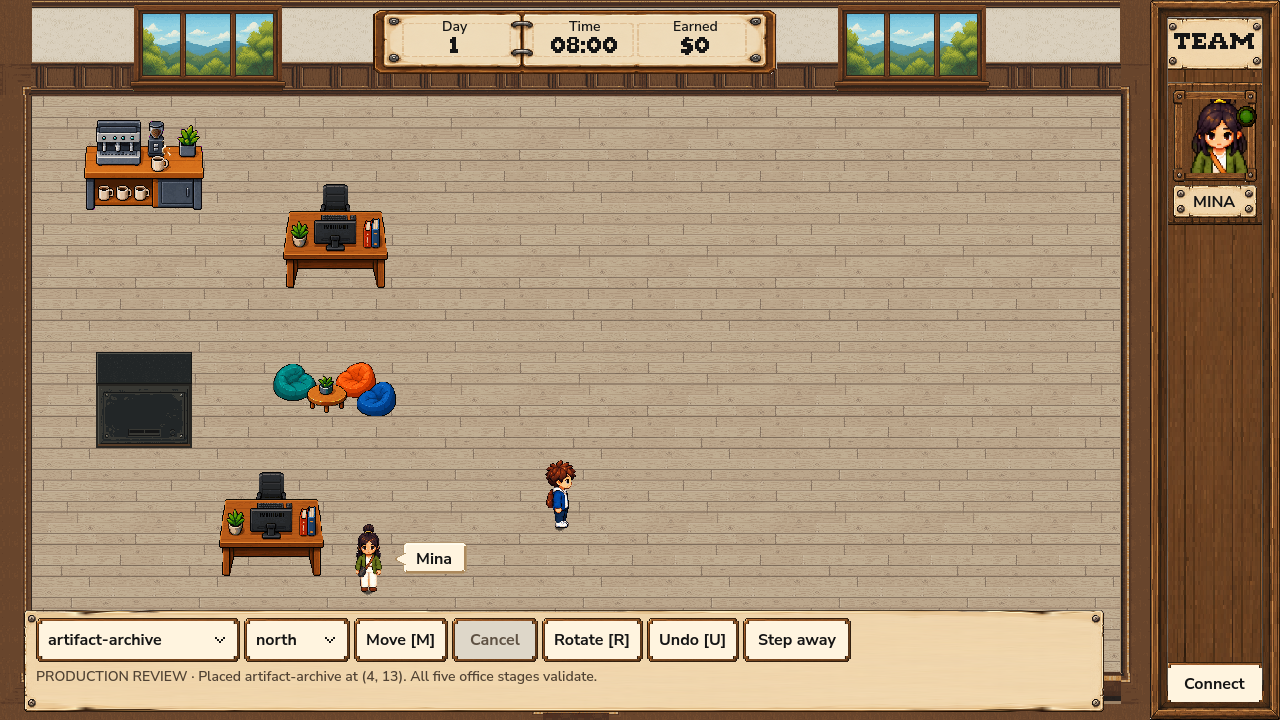 Day
1
Time
08:00
Earned
$0
TEAM
MINA
Mina
artifact-archive
north
Move [M]
Cancel
Rotate [R]
Undo [U]
Step away
PRODUCTION REVIEW · Placed artifact-archive at (4, 13). All five office stages validate.
Connect